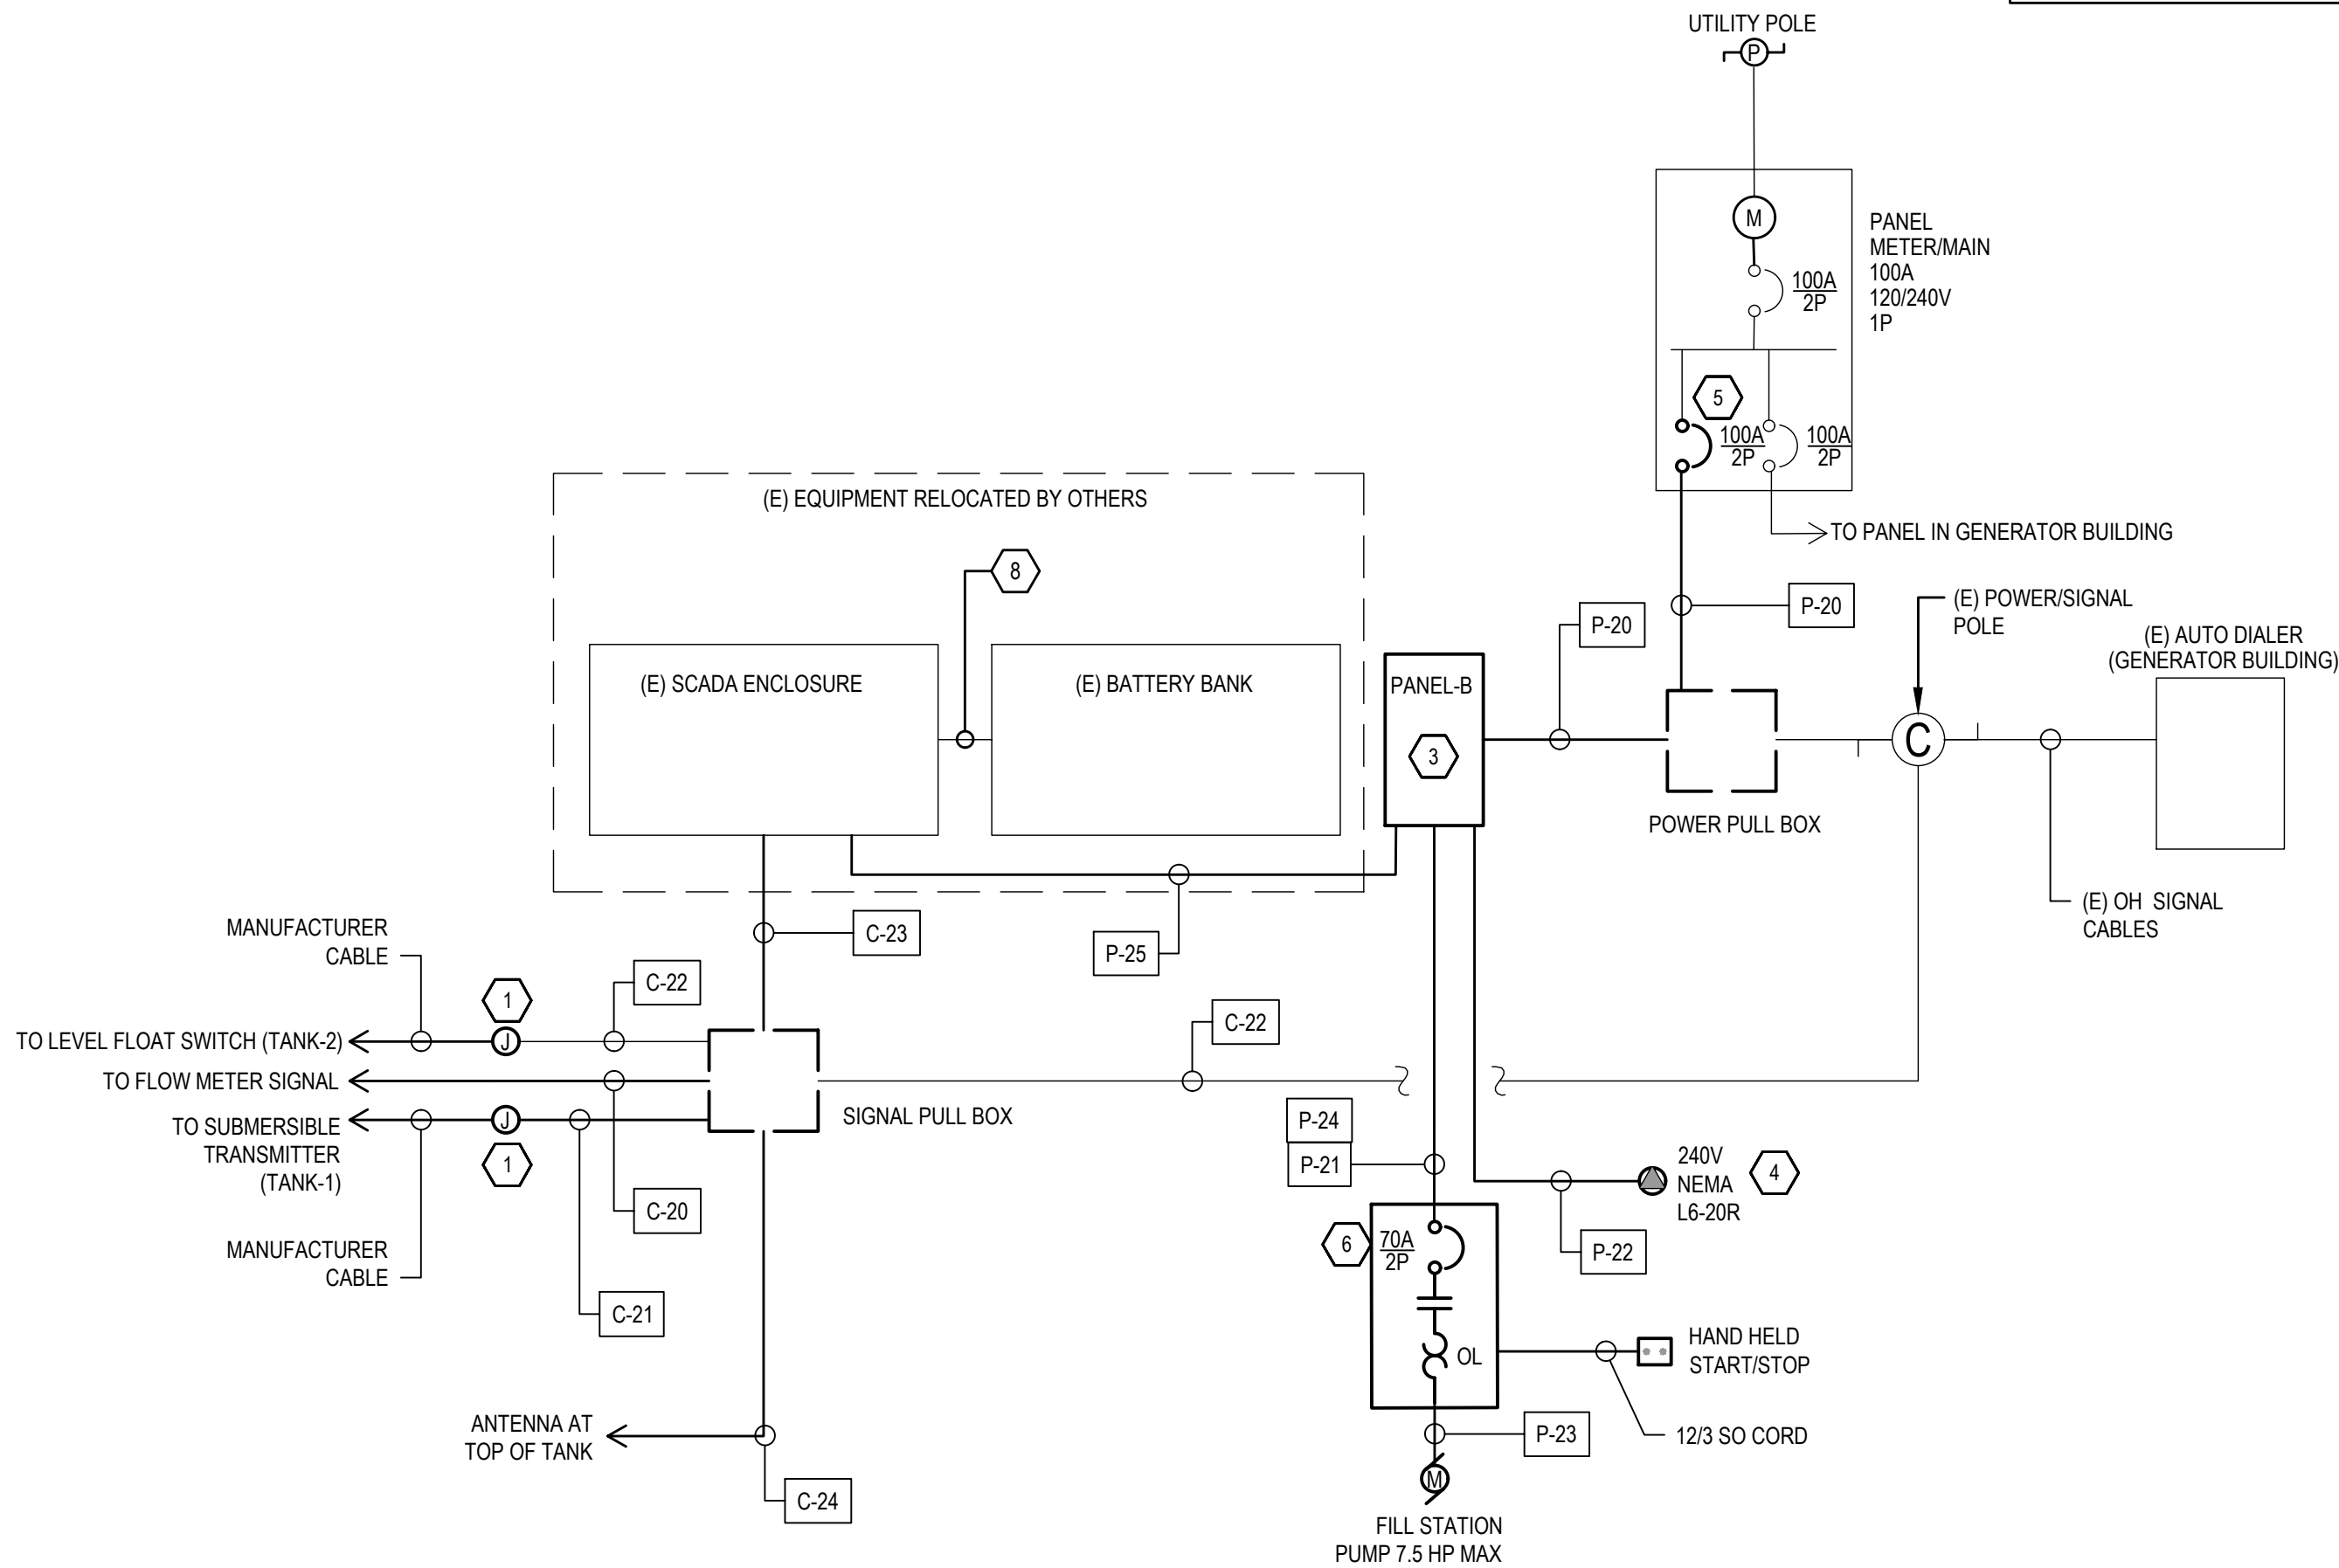 UTILITY POLE
P
M
PANEL
METER/MAIN
100A
120/240V
1P
100A
2P
5
100A
2P
100A
2P
TO PANEL IN GENERATOR BUILDING
(E) EQUIPMENT RELOCATED BY OTHERS
8
(E) SCADA ENCLOSURE
(E) BATTERY BANK
PANEL-B
3
P-20
P-20
(E) POWER/SIGNAL
POLE
(E) AUTO DIALER
(GENERATOR BUILDING)
C
POWER PULL BOX
(E) OH SIGNAL
CABLES
MANUFACTURER
CABLE
C-23
P-25
1
C-22
C-22
TO LEVEL FLOAT SWITCH (TANK-2)
J
TO FLOW METER SIGNAL
TO SUBMERSIBLE
TRANSMITTER
(TANK-1)
J
1
SIGNAL PULL BOX
C-20
MANUFACTURER
CABLE
C-21
P-24
P-21
240V
NEMA
L6-20R
4
P-22
6
70A
2P
OL
HAND HELD
START/STOP
12/3 SO CORD
P-23
ANTENNA AT
TOP OF TANK
C-24
M
FILL STATION
PUMP 7.5 HP MAX